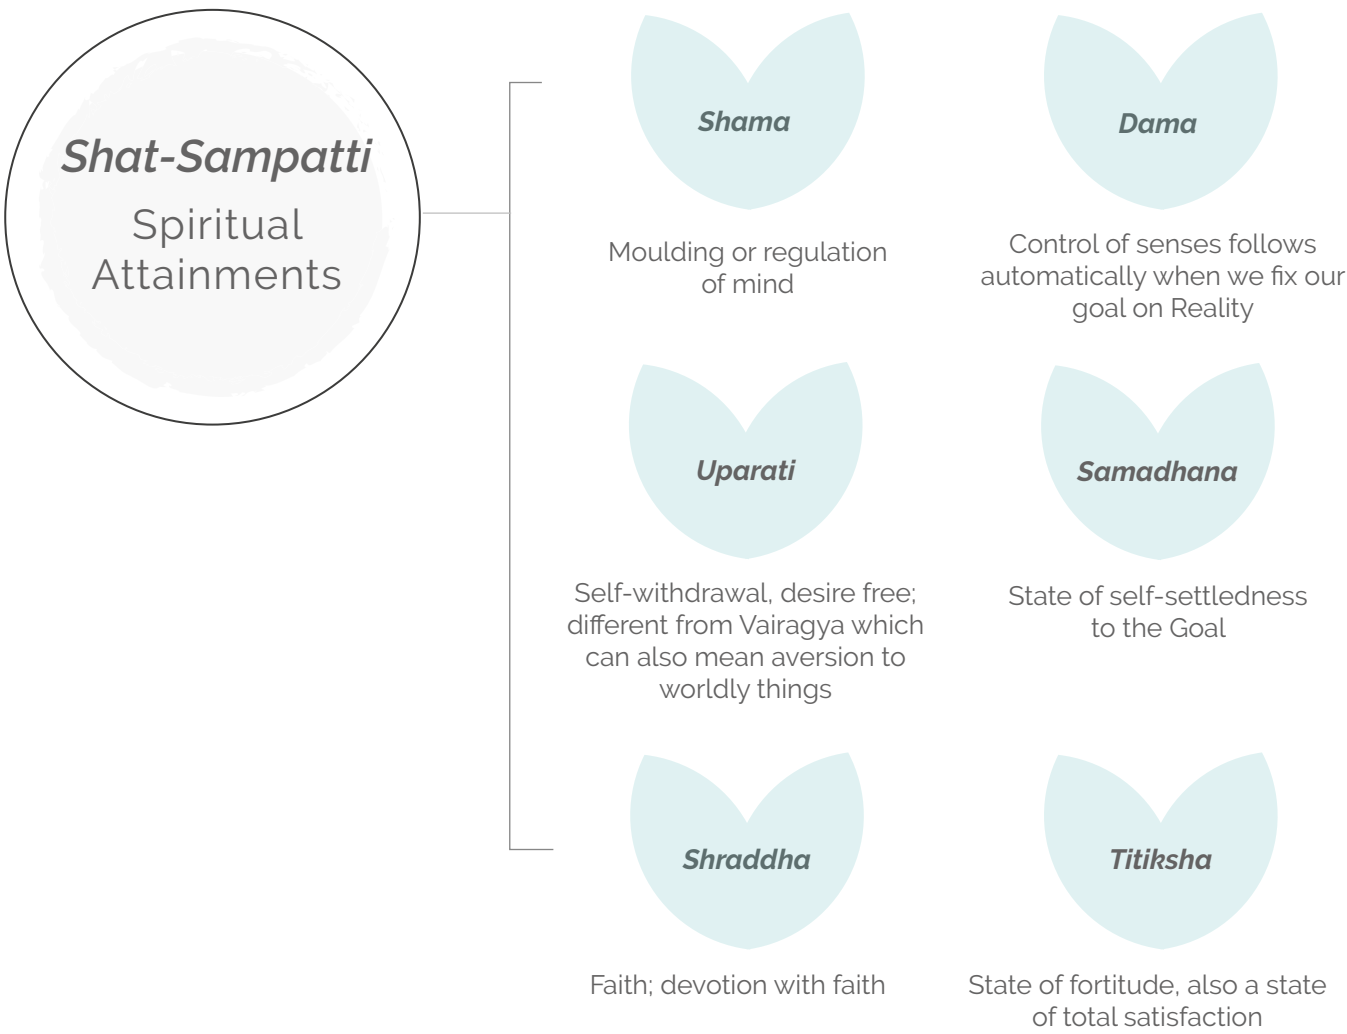 Shat-Sampatti
Spiritual
Attainments
Shama
Moulding or regulation
of mind
Dama
Control of senses follows
automatically when we fix our
goal on Reality
Uparati
Self-withdrawal, desire free;
different from Vairagya which
can also mean aversion to
worldly things
Samadhana
State of self-settledness
to the Goal
Shraddha
Faith; devotion with faith
Titiksha
State of fortitude, also a state
of total satisfaction